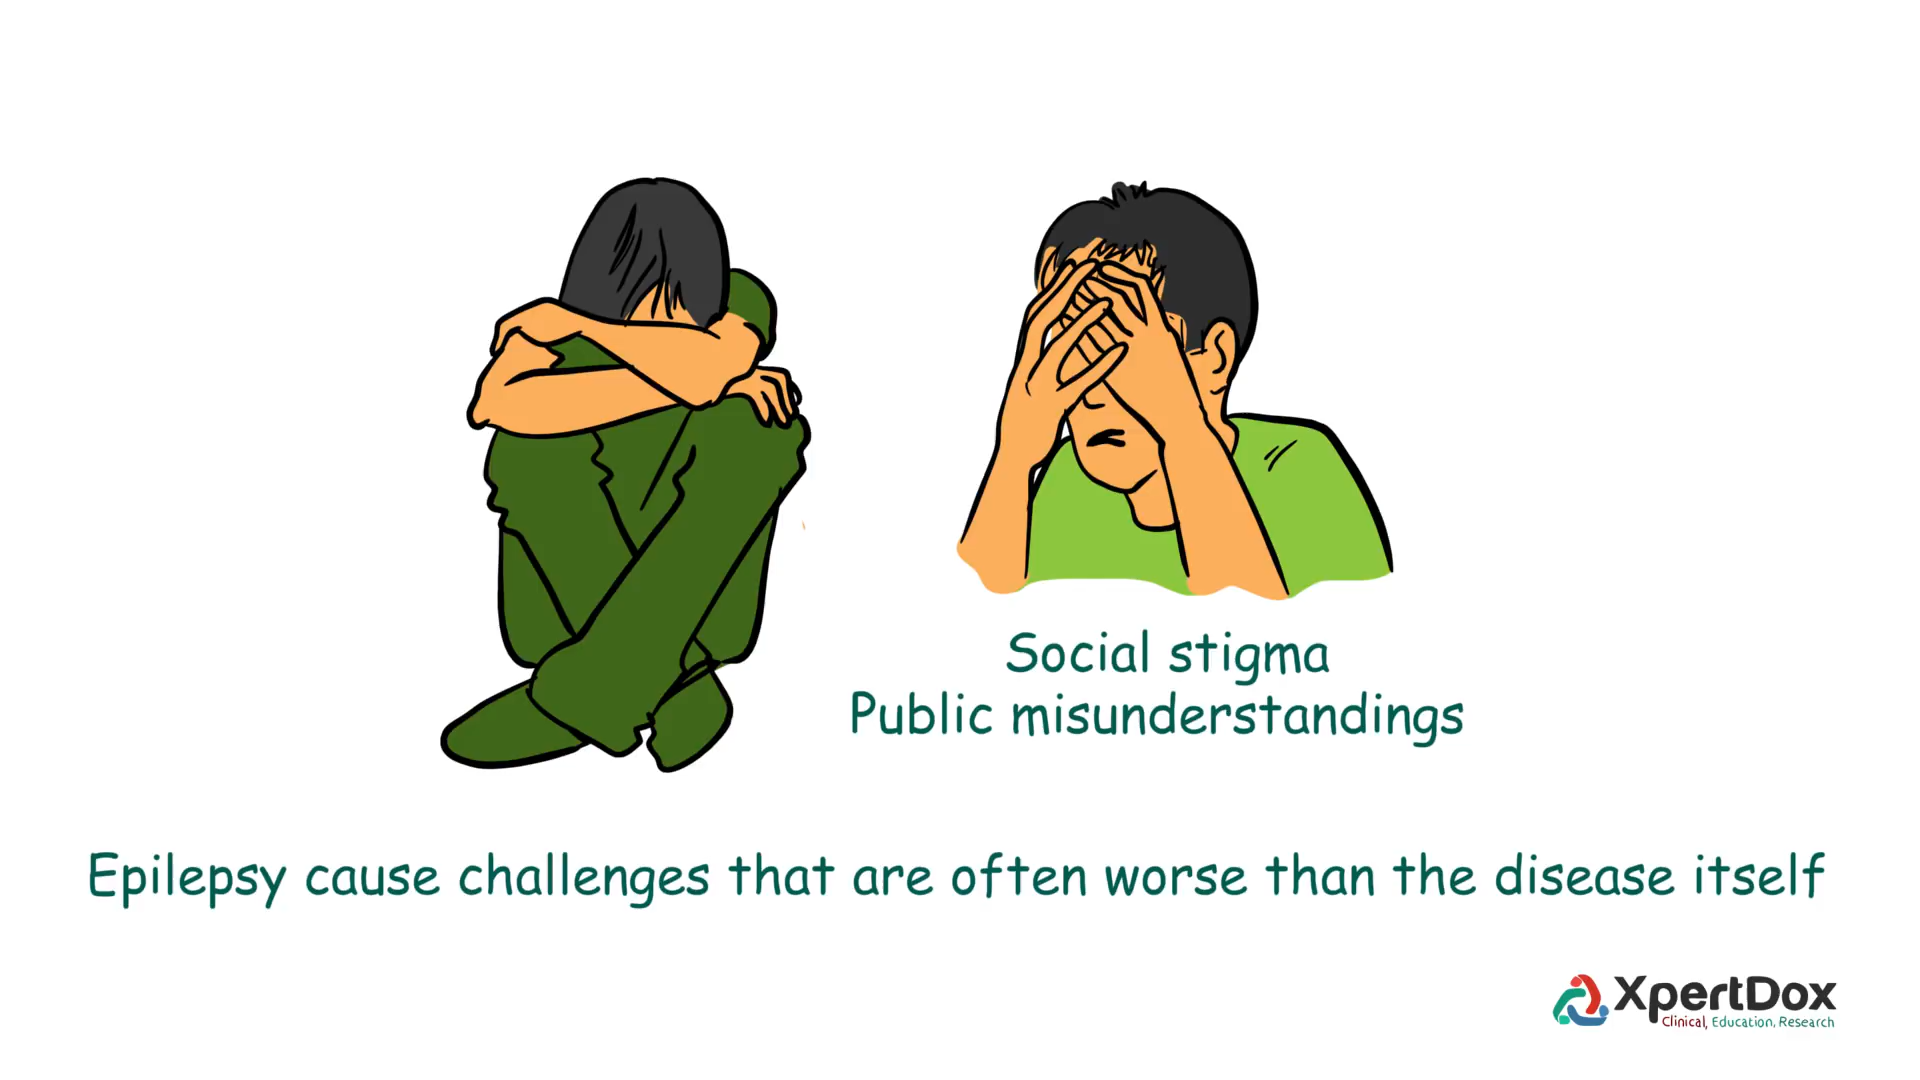 Social stigma
Public misunderstandings
Epilepsy cause challenges that are often worse than the disease itself
XpertDox
Clinical, Education, Research